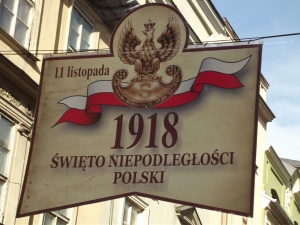 11 listopada
1918
ŚWIĘTO NIEPODLEGŁOŚCI
POLSKI